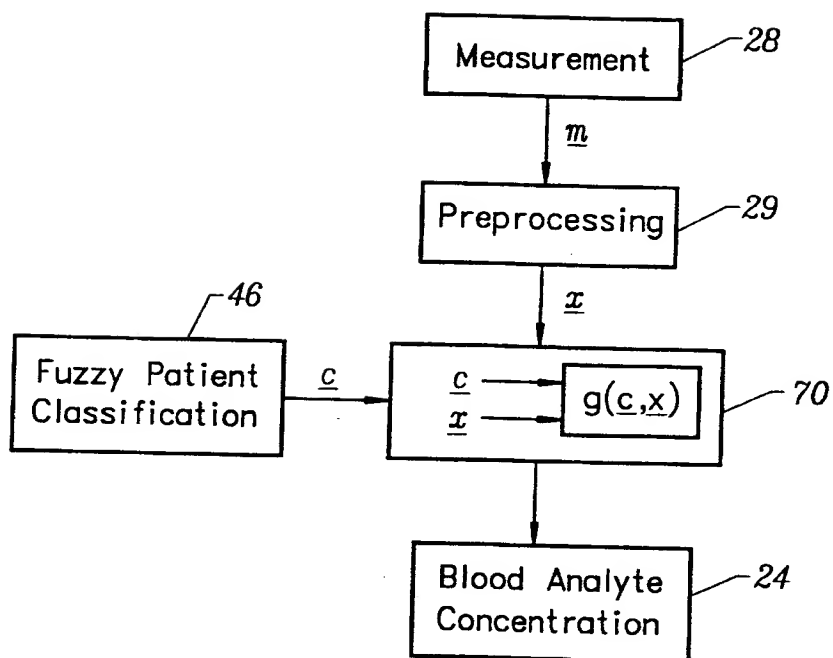 Measurement
28
m
Preprocessing
29
x
46
Fuzzy Patient
Classification
c
c
x
g(c,x)
70
Blood Analyte
Concentration
24